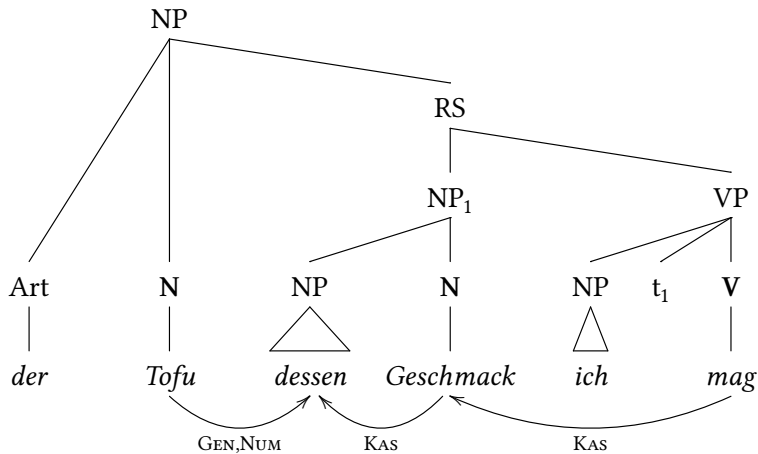 NP
RS
NP₁ VP
Art N NP N NP t₁ V
der Tofu dessen Geschmack ich mag
GEN,NUM KAS KAS